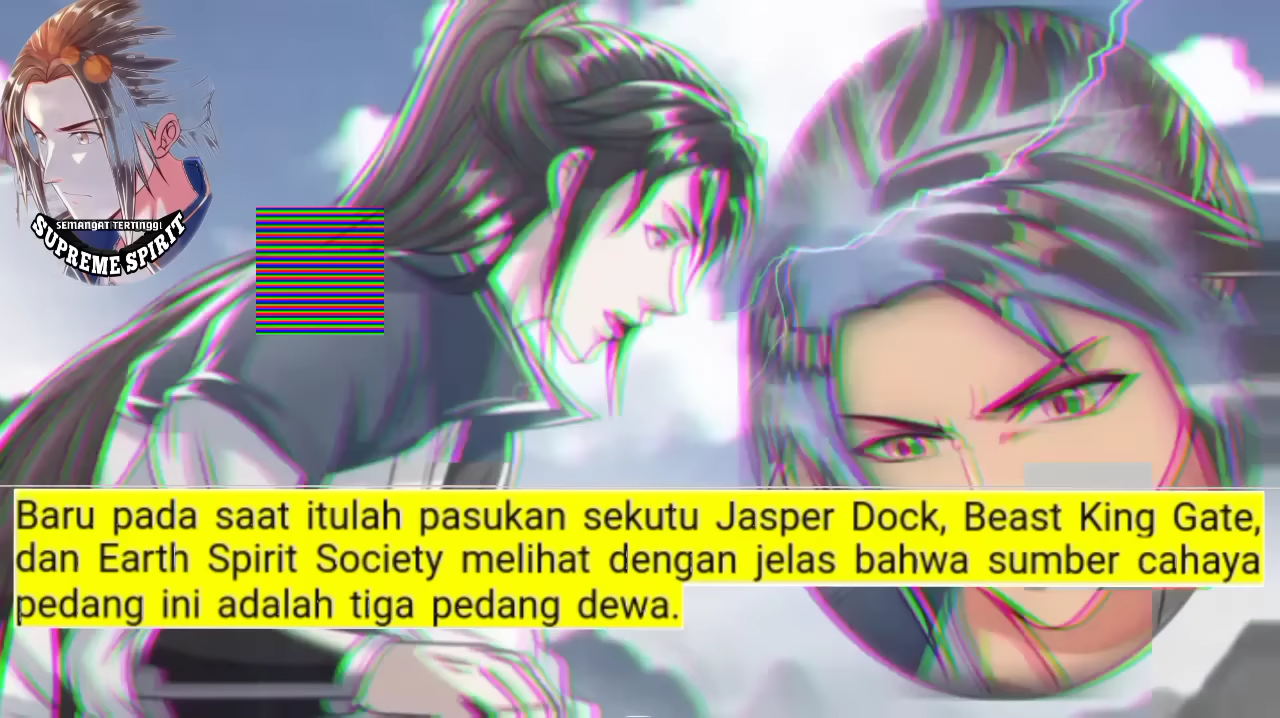 SEMANGAT TERTINGGI
SUPREME SPIRIT
Baru pada saat itulah pasukan sekutu Jasper Dock, Beast King Gate,
dan Earth Spirit Society melihat dengan jelas bahwa sumber cahaya
pedang ini adalah tiga pedang dewa.